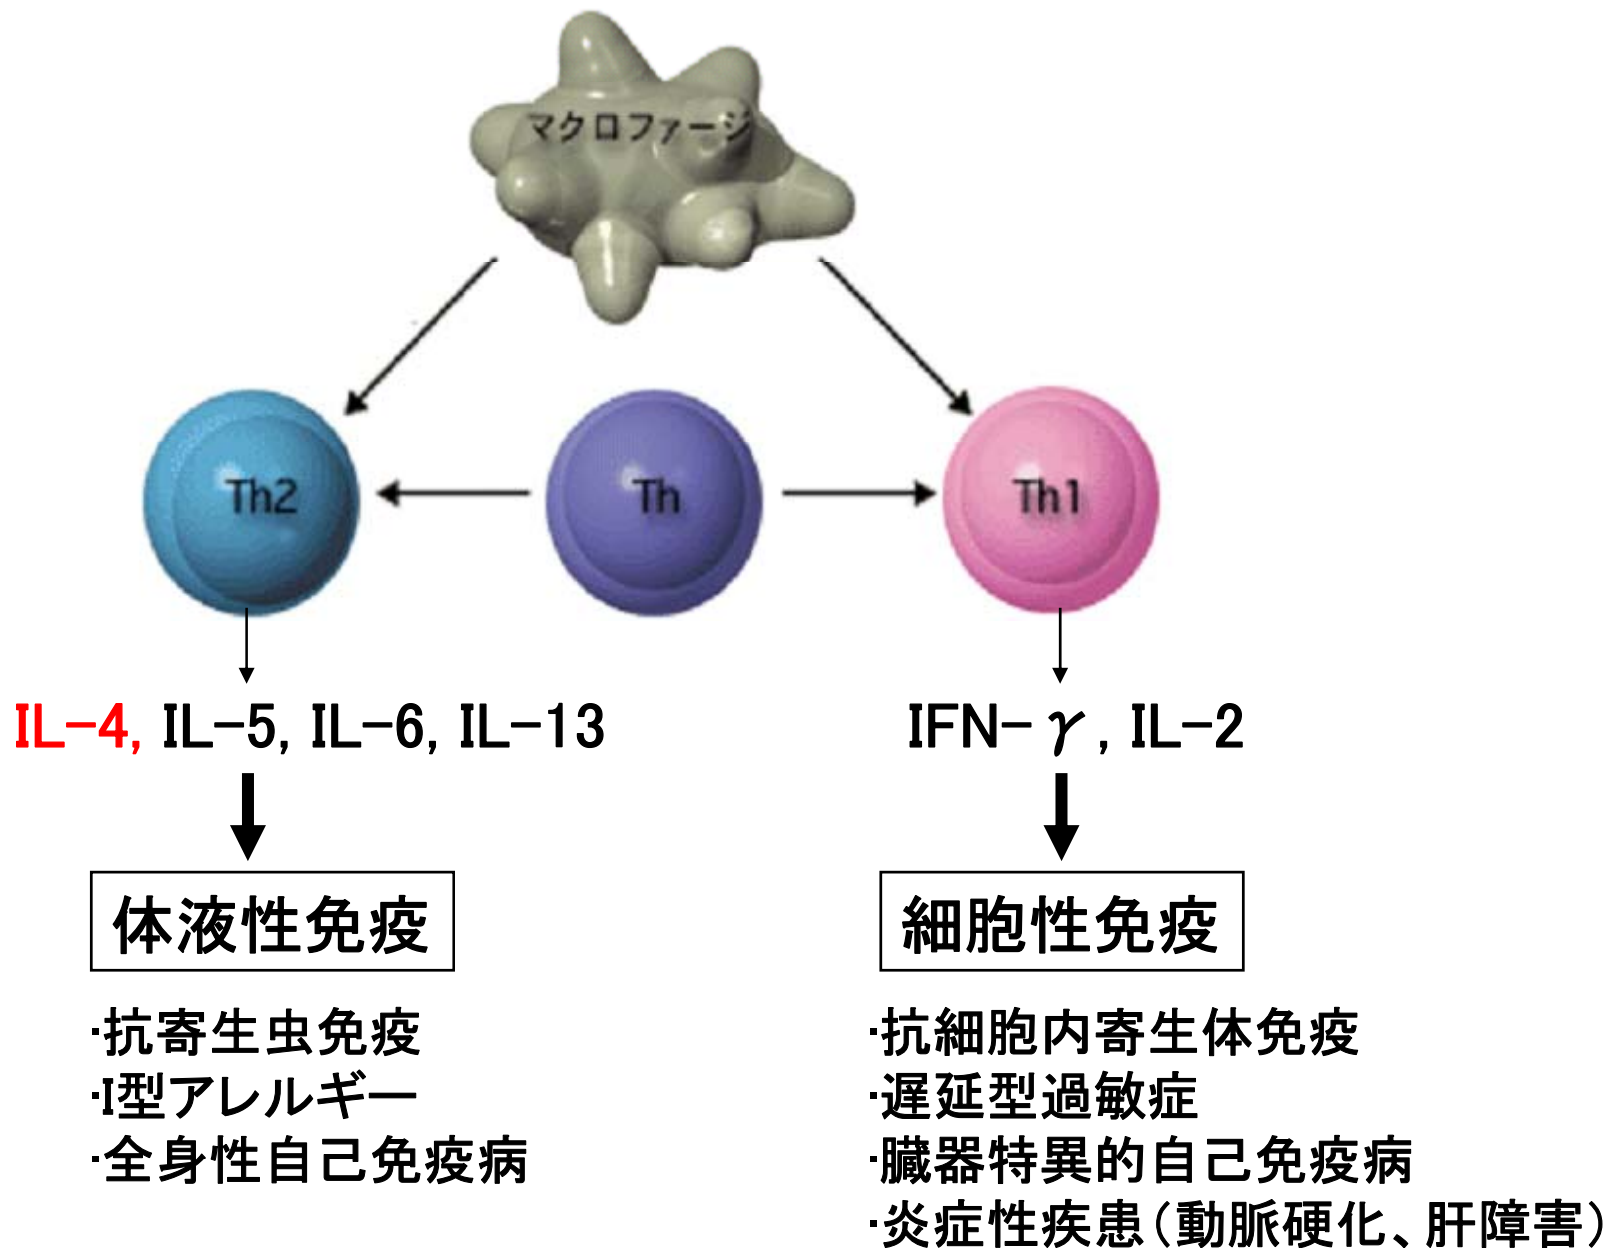 マクロファージ
Th2
Th
Th1
IL-4, IL-5, IL-6, IL-13
IFN-γ, IL-2
体液性免疫
細胞性免疫
·抗寄生虫免疫
·I型アレルギー
·全身性自己免疫病
·抗細胞内寄生体免疫
·遅延型過敏症
·臓器特異的自己免疫病
·炎症性疾患(動脈硬化、肝障害)